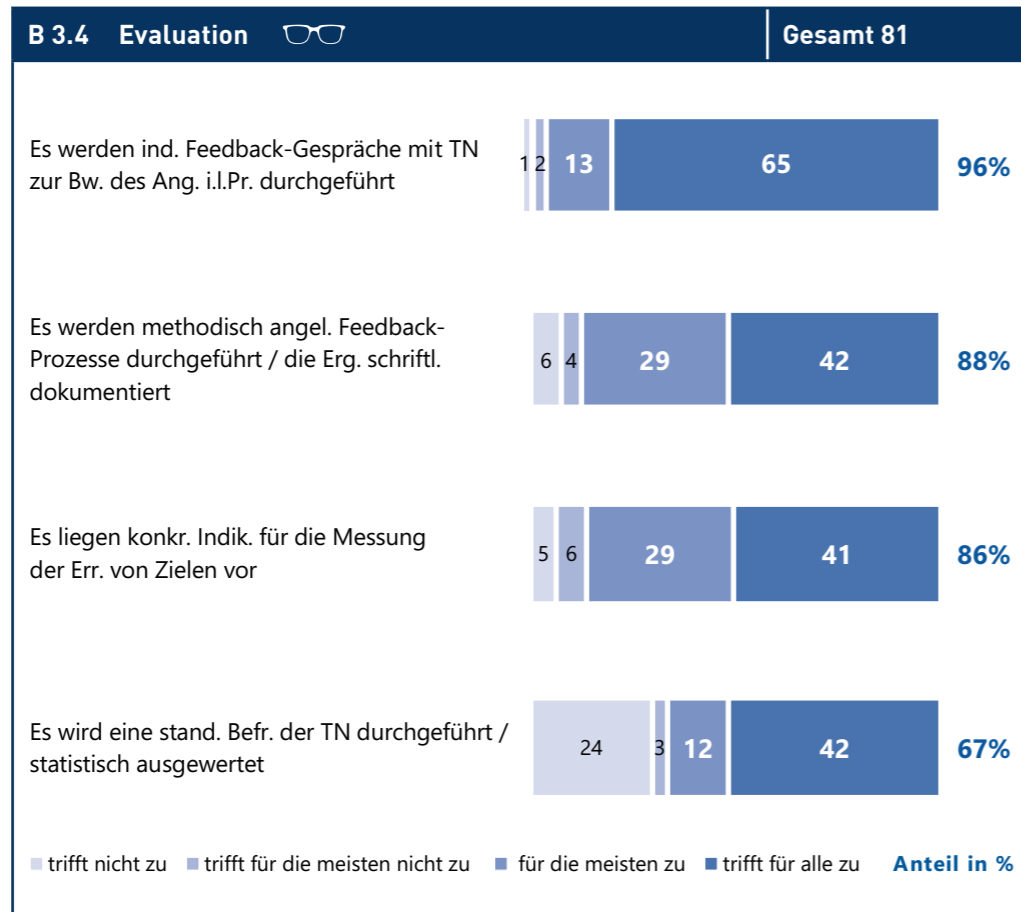 B 3.4 Evaluation Gesamt 81
Es werden ind. Feedback-Gespräche mit TN
zur Bw. des Ang. i.l.Pr. durchgeführt
1 2 13 65 96%
Es werden methodisch angel. Feedback-
Prozesse durchgeführt / die Erg. schriftl.
dokumentiert
6 4 29 42 88%
Es liegen konkr. Indik. für die Messung
der Err. von Zielen vor
5 6 29 41 86%
Es wird eine stand. Befr. der TN durchgeführt /
statistisch ausgewertet
24 3 12 42 67%
trifft nicht zu trifft für die meisten nicht zu für die meisten zu trifft für alle zu Anteil in %